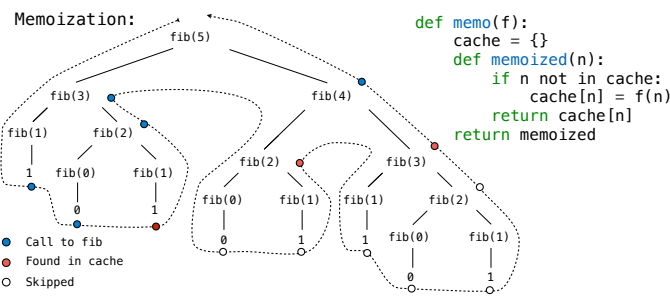 Memoization:
fib(5)
fib(3)
fib(4)
fib(1)
fib(2)
fib(2)
fib(3)
1
fib(0)
fib(1)
fib(0)
fib(1)
fib(1)
fib(2)
0
1
0
1
1
fib(0)
fib(1)
0
1
Call to fib
Found in cache
Skipped
def memo(f):
    cache = {}
    def memoized(n):
        if n not in cache:
            cache[n] = f(n)
        return cache[n]
    return memoized